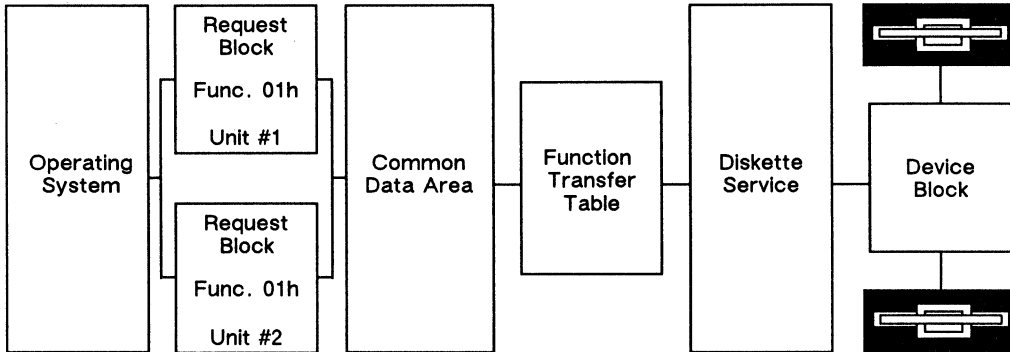 Operating
System
Request
Block
Func. 01h
Unit #1
Request
Block
Func. 01h
Unit #2
Common
Data Area
Function
Transfer
Table
Diskette
Service
Device
Block